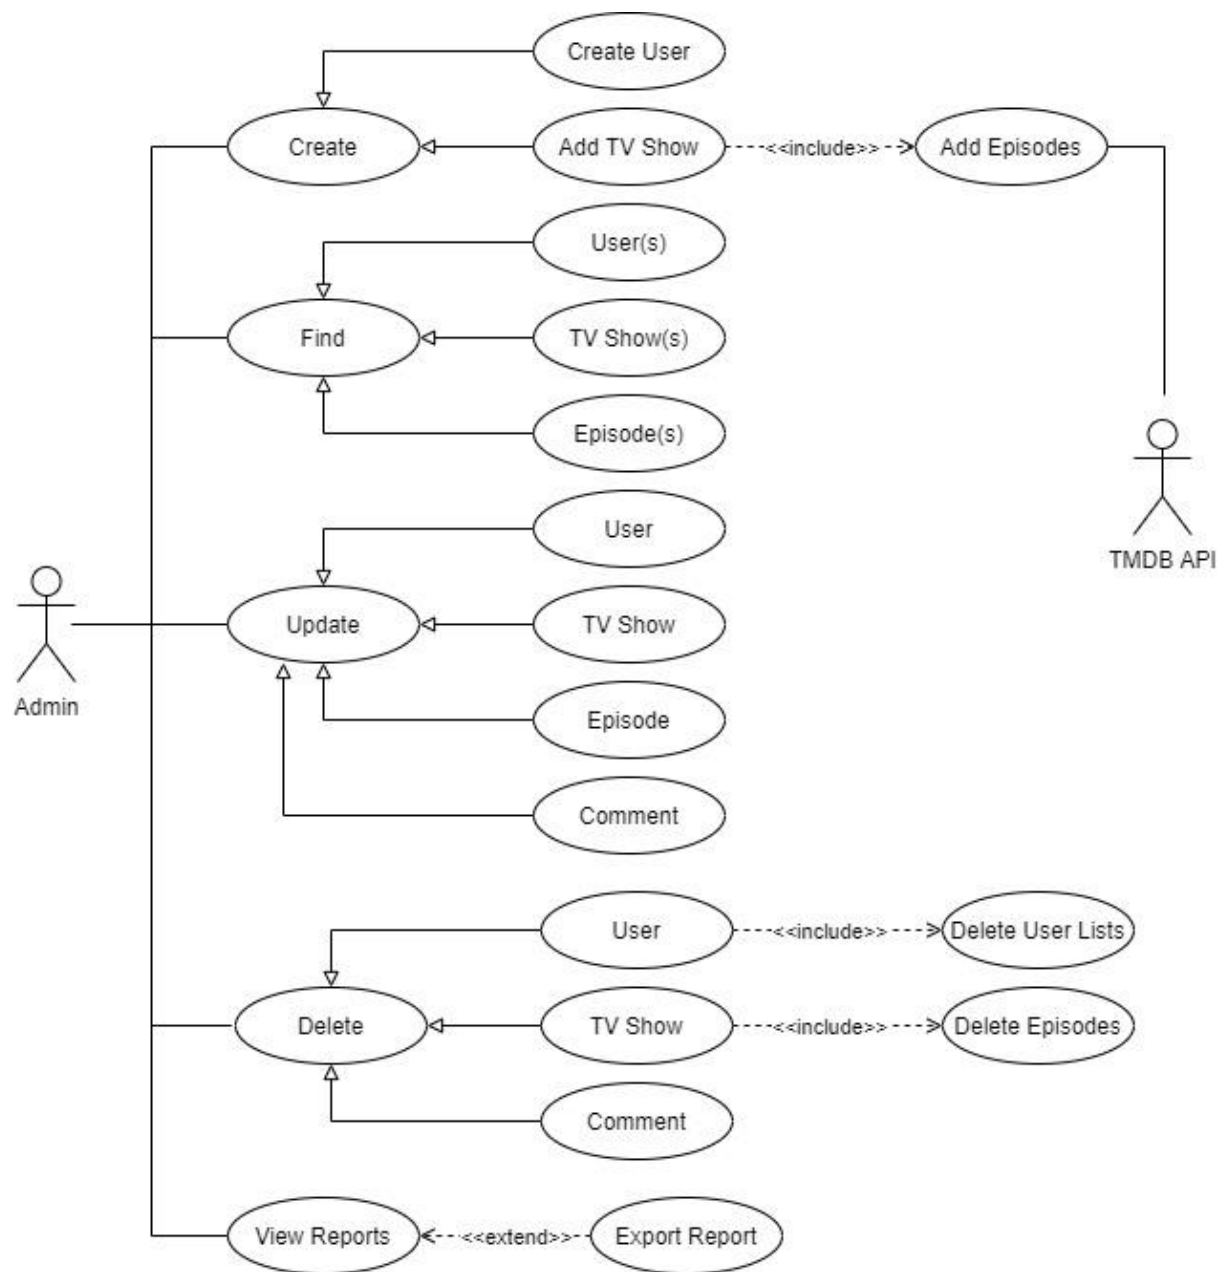 Create User
Create
Add TV Show
<<include>>
Add Episodes
User(s)
Find
TV Show(s)
Episode(s)
TMDB API
User
Update
TV Show
Admin
Episode
Comment
User
<<include>>
Delete User Lists
Delete
TV Show
<<include>>
Delete Episodes
Comment
View Reports
<<extend>>
Export Report